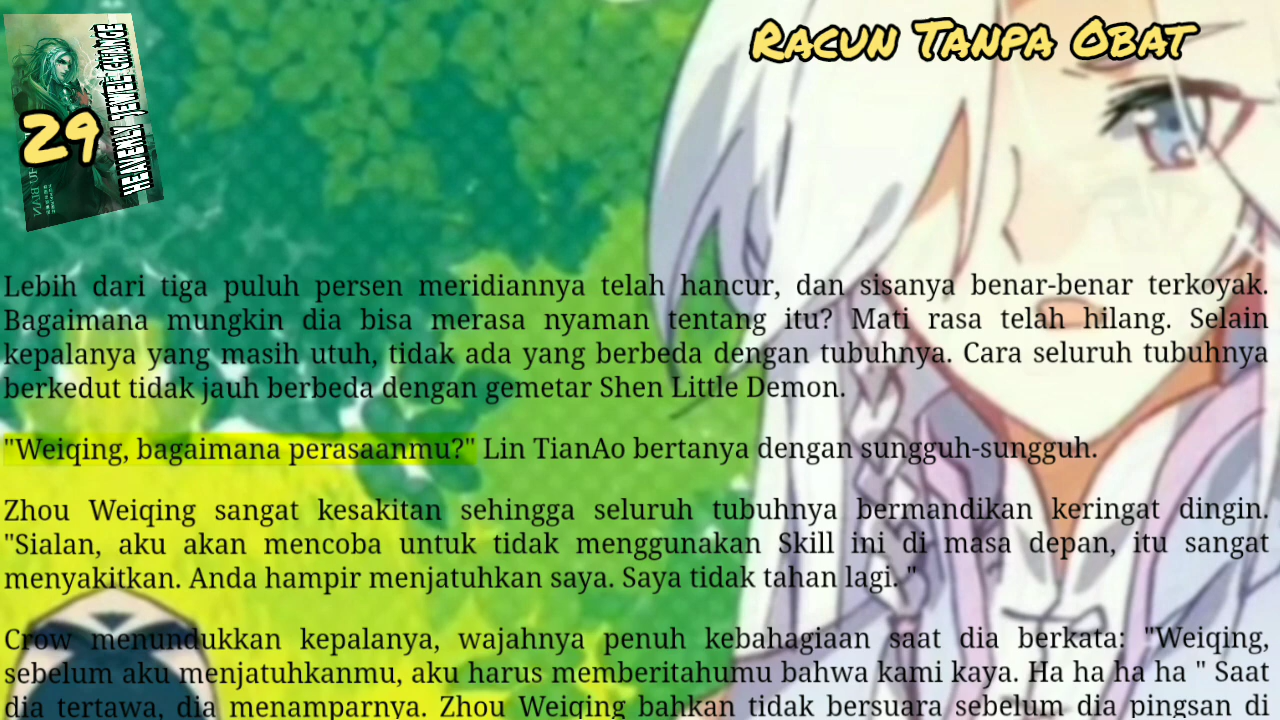 Racun Tanpa Obat
29
HEAVENLY JEWEL CHANGE
Lebih dari tiga puluh persen meridiannya telah hancur, dan sisanya benar-benar terkoyak.
Bagaimana mungkin dia bisa merasa nyaman tentang itu? Mati rasa telah hilang. Selain
kepalanya yang masih utuh, tidak ada yang berbeda dengan tubuhnya. Cara seluruh tubuhnya
berkedut tidak jauh berbeda dengan gemetar Shen Little Demon.
"Weiqing, bagaimana perasaanmu?" Lin TianAo bertanya dengan sungguh-sungguh.
Zhou Weiqing sangat kesakitan sehingga seluruh tubuhnya bermandikan keringat dingin.
"Sialan, aku akan mencoba untuk tidak menggunakan Skill ini di masa depan, itu sangat
menyakitkan. Anda hampir menjatuhkan saya. Saya tidak tahan lagi. "
Crow menundukkan kepalanya, wajahnya penuh kebahagiaan saat dia berkata: "Weiqing,
sebelum aku menjatuhkanmu, aku harus memberitahumu bahwa kami kaya. Ha ha ha ha " Saat
dia tertawa, dia menamparnya. Zhou Weiqing bahkan tidak bersuara sebelum dia pingsan di